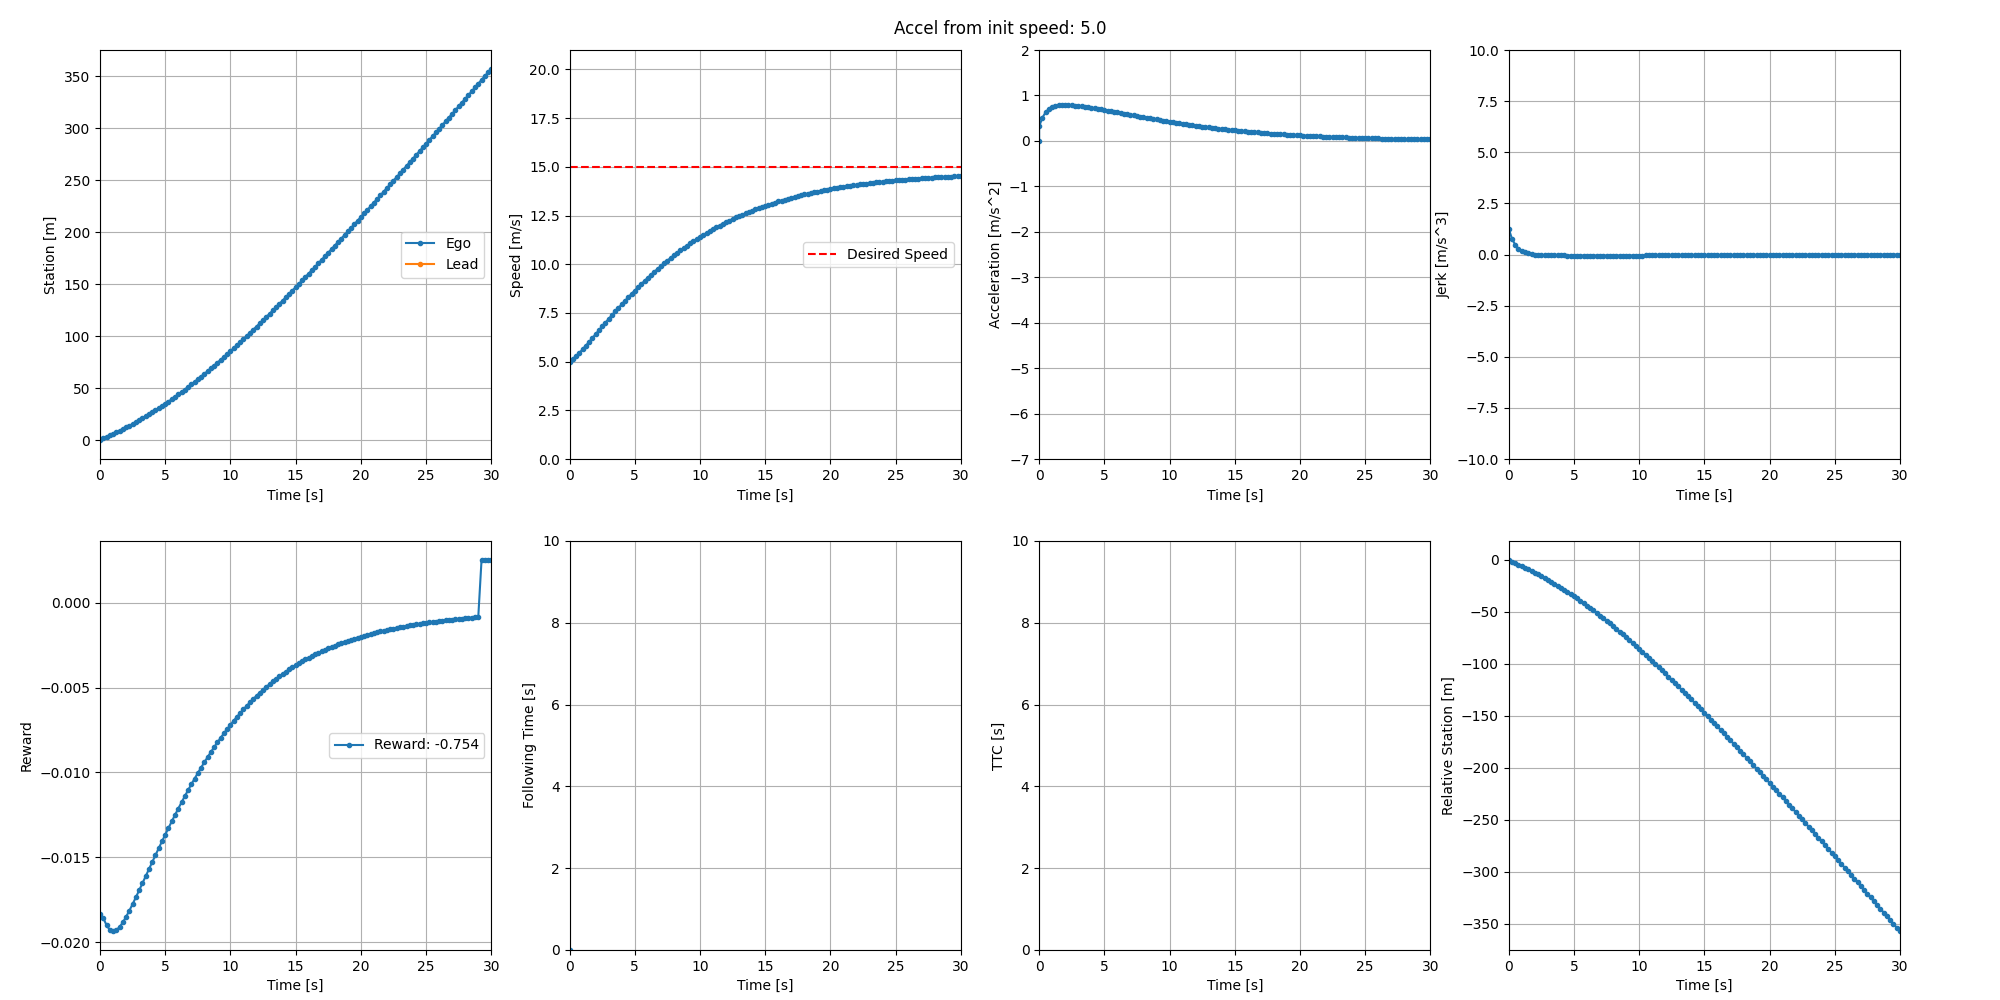 Accel from init speed: 5.0
Station [m]
350
300
250
200
150
100
50
0
Ego
Lead
0 5 10 15 20 25 30
Time [s]
Speed [m/s]
20.0
17.5
15.0
12.5
10.0
7.5
5.0
2.5
0.0
Desired Speed
0 5 10 15 20 25 30
Time [s]
Acceleration [m/s^2]
2
1
0
−1
−2
−3
−4
−5
−6
−7
0 5 10 15 20 25 30
Time [s]
Jerk [m/s^3]
10.0
7.5
5.0
2.5
0.0
−2.5
−5.0
−7.5
−10.0
0 5 10 15 20 25 30
Time [s]
Reward
0.000
−0.005
−0.010
−0.015
−0.020
Reward: -0.754
0 5 10 15 20 25 30
Time [s]
Following Time [s]
10
8
6
4
2
0
0 5 10 15 20 25 30
Time [s]
TTC [s]
10
8
6
4
2
0
0 5 10 15 20 25 30
Time [s]
Relative Station [m]
0
−50
−100
−150
−200
−250
−300
−350
0 5 10 15 20 25 30
Time [s]